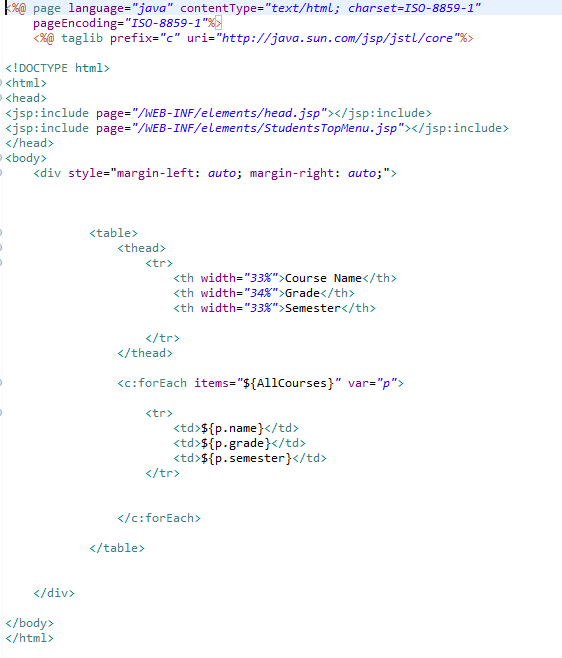 <%@ page language="java" contentType="text/html; charset=ISO-8859-1"
    pageEncoding="ISO-8859-1"%>
    <%@ taglib prefix="c" uri="http://java.sun.com/jsp/jstl/core"%>
<!DOCTYPE html>
<html>
<head>
<jsp:include page="/WEB-INF/elements/head.jsp"></jsp:include>
<jsp:include page="/WEB-INF/elements/StudentsTopMenu.jsp"></jsp:include>
</head>
<body>
    <div style="margin-left: auto; margin-right: auto;">
            <table>
                <thead>
                    <tr>
                        <th width="33%">Course Name</th>
                        <th width="34%">Grade</th>
                        <th width="33%">Semester</th>
                    </tr>
                </thead>
                <c:forEach items="${AllCourses}" var="p">
                    <tr>
                        <td>${p.name}</td>
                        <td>${p.grade}</td>
                        <td>${p.semester}</td>
                    </tr>
                </c:forEach>
            </table>
    </div>
</body>
</html>